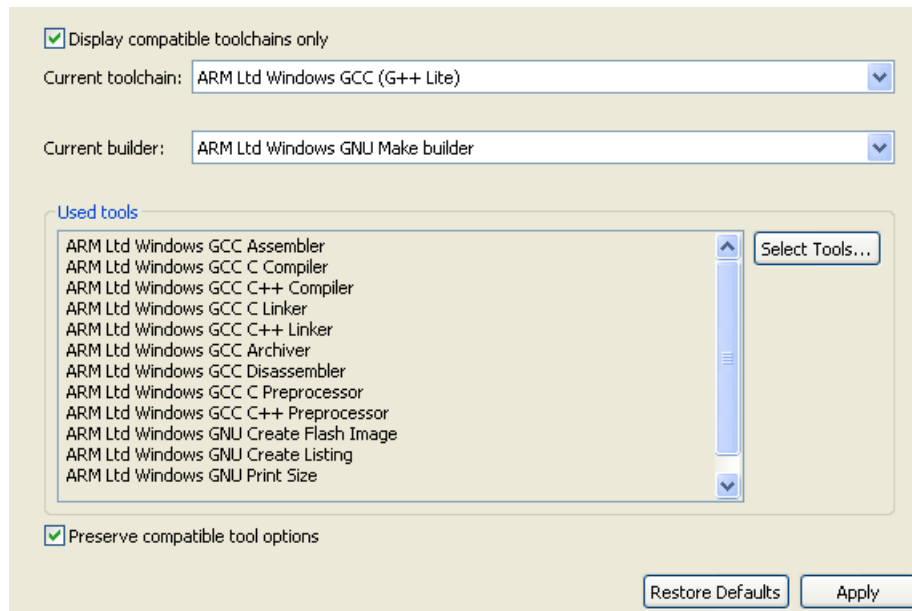 Display compatible toolchains only
Current toolchain: ARM Ltd Windows GCC (G++ Lite)
Current builder: ARM Ltd Windows GNU Make builder
Used tools
ARM Ltd Windows GCC Assembler
Select Tools...
ARM Ltd Windows GCC C Compiler
ARM Ltd Windows GCC C++ Compiler
ARM Ltd Windows GCC C Linker
ARM Ltd Windows GCC C++ Linker
ARM Ltd Windows GCC Archiver
ARM Ltd Windows GCC Disassembler
ARM Ltd Windows GCC C Preprocessor
ARM Ltd Windows GCC C++ Preprocessor
ARM Ltd Windows GNU Create Flash Image
ARM Ltd Windows GNU Create Listing
ARM Ltd Windows GNU Print Size
Preserve compatible tool options
Restore Defaults Apply